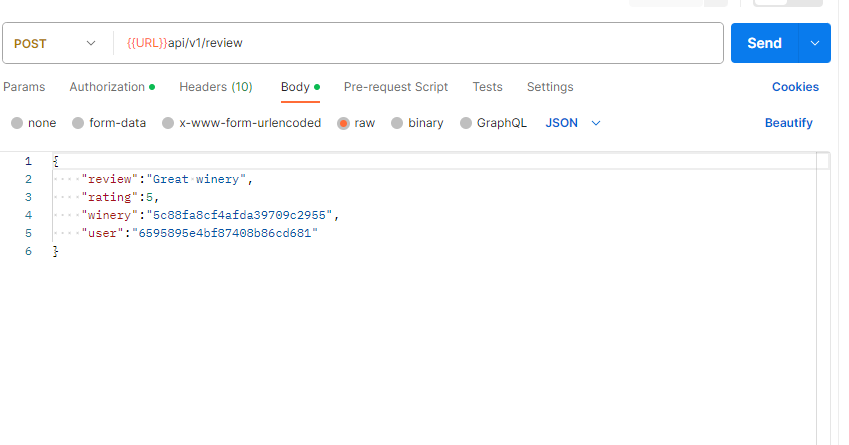 POST {{URL}}api/v1/review Send
Params Authorization Headers (10) Body Pre-request Script Tests Settings Cookies
none form-data x-www-form-urlencoded raw binary GraphQL JSON Beautify
1 {
2 "review":"Great winery",
3 "rating":5,
4 "winery":"5c88fa8cf4afda39709c2955",
5 "user":"6595895e4bf87408b86cd681"
6 }